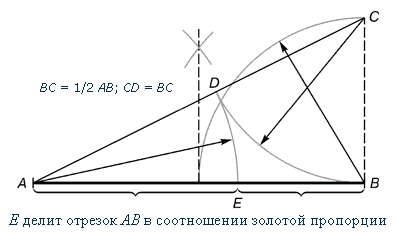 C
BC = 1/2 AB; CD = BC
D
A
E
B
E делит отрезок AB в соотношении золотой пропорции